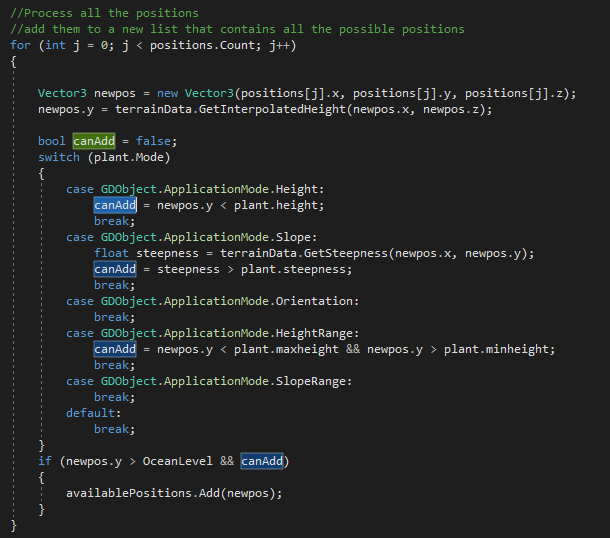 //Process all the positions
//add them to a new list that contains all the possible positions
for (int j = 0; j < positions.Count; j++)
{
Vector3 newpos = new Vector3(positions[j].x, positions[j].y, positions[j].z);
newpos.y = terrainData.GetInterpolatedHeight(newpos.x, newpos.z);
bool canAdd = false;
switch (plant.Mode)
{
case GDObject.ApplicationMode.Height:
canAdd = newpos.y < plant.height;
break;
case GDObject.ApplicationMode.Slope:
float steepness = terrainData.GetSteepness(newpos.x, newpos.y);
canAdd = steepness > plant.steepness;
break;
case GDObject.ApplicationMode.Orientation:
break;
case GDObject.ApplicationMode.HeightRange:
canAdd = newpos.y < plant.maxheight && newpos.y > plant.minheight;
break;
case GDObject.ApplicationMode.SlopeRange:
break;
default:
break;
}
if (newpos.y > OceanLevel && canAdd)
{
availablePositions.Add(newpos);
}
}